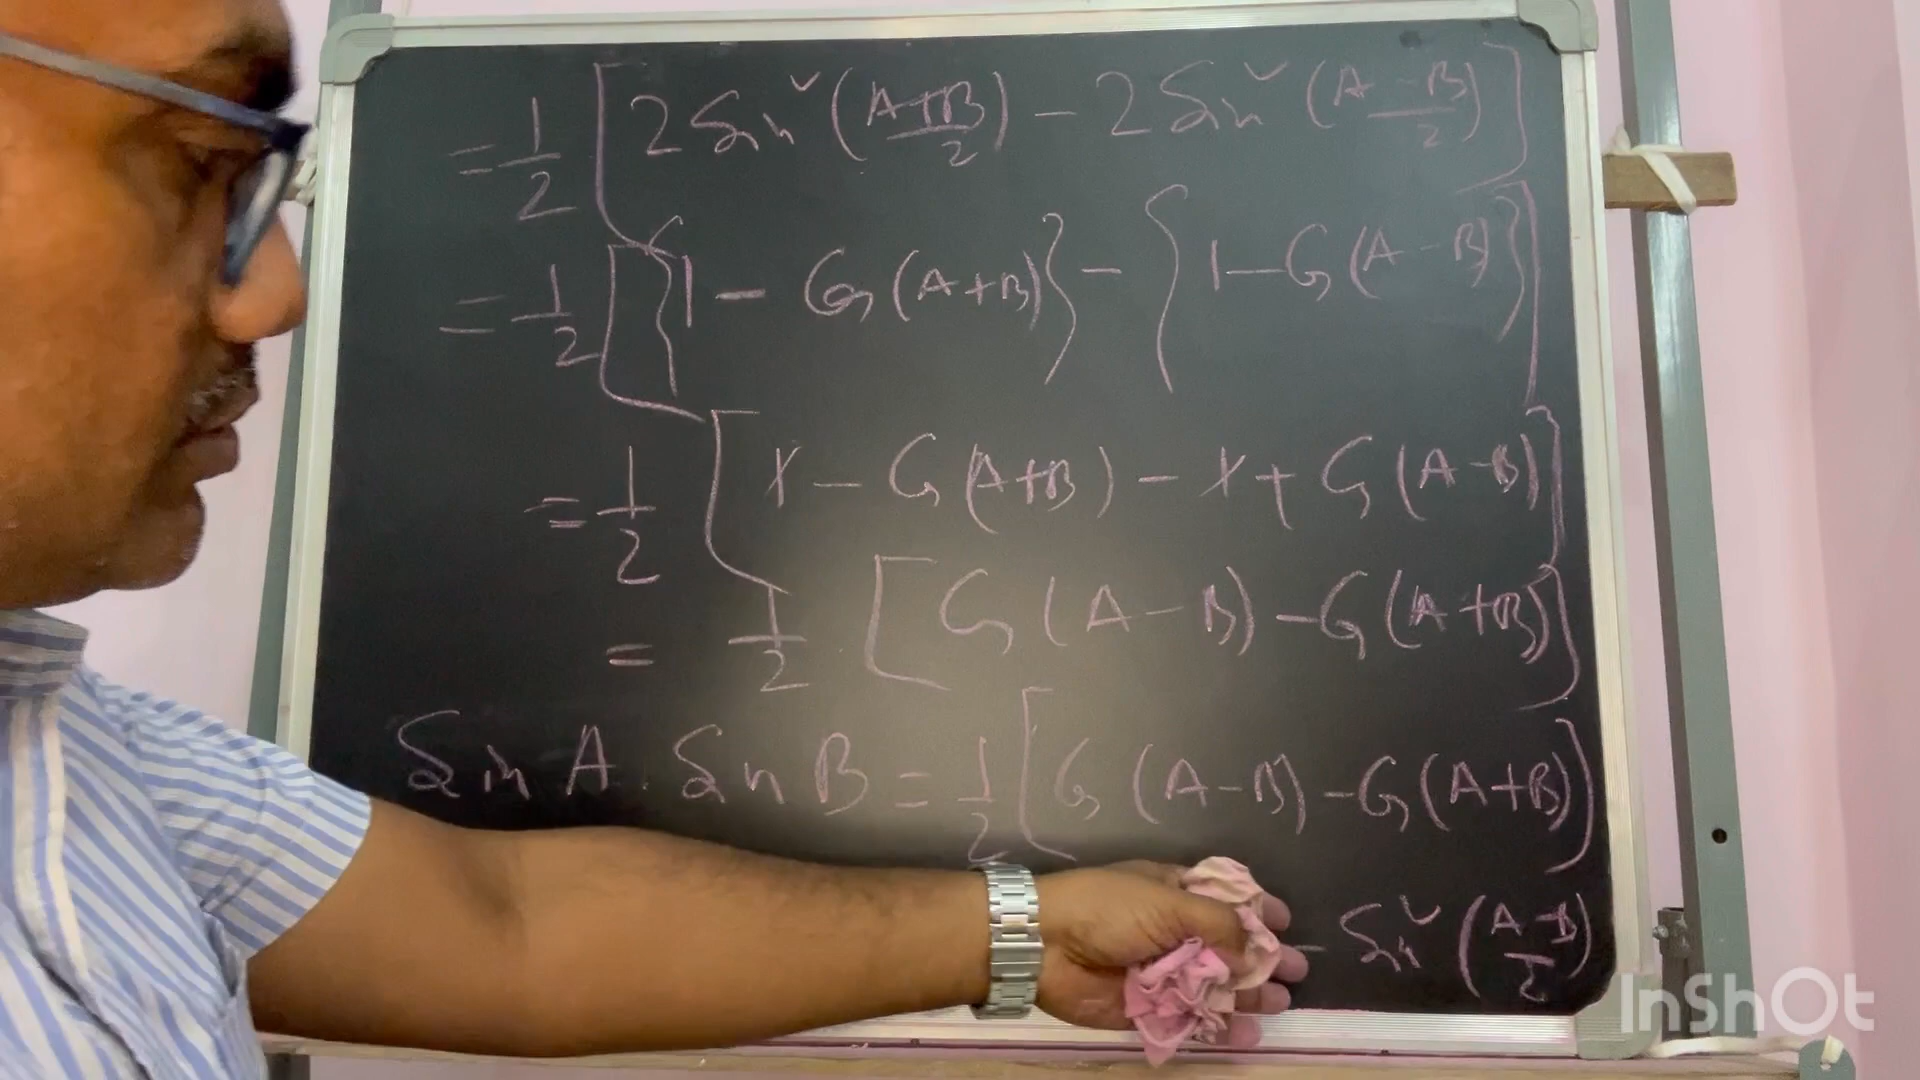 = 1/2 [2 Sin² (A+B/2) - 2 Sin² (A-B/2)]
= 1/2 [{1 - Cos (A+B)} - {1 - Cos (A-B)}]
= 1/2 [1 - Cos (A+B) - 1 + Cos (A-B)]
= 1/2 [Cos (A-B) - Cos (A+B)]
Sin A . Sin B = 1/2 [Cos (A-B) - Cos (A+B)]
- Sin² (A-B/2)
InShOt